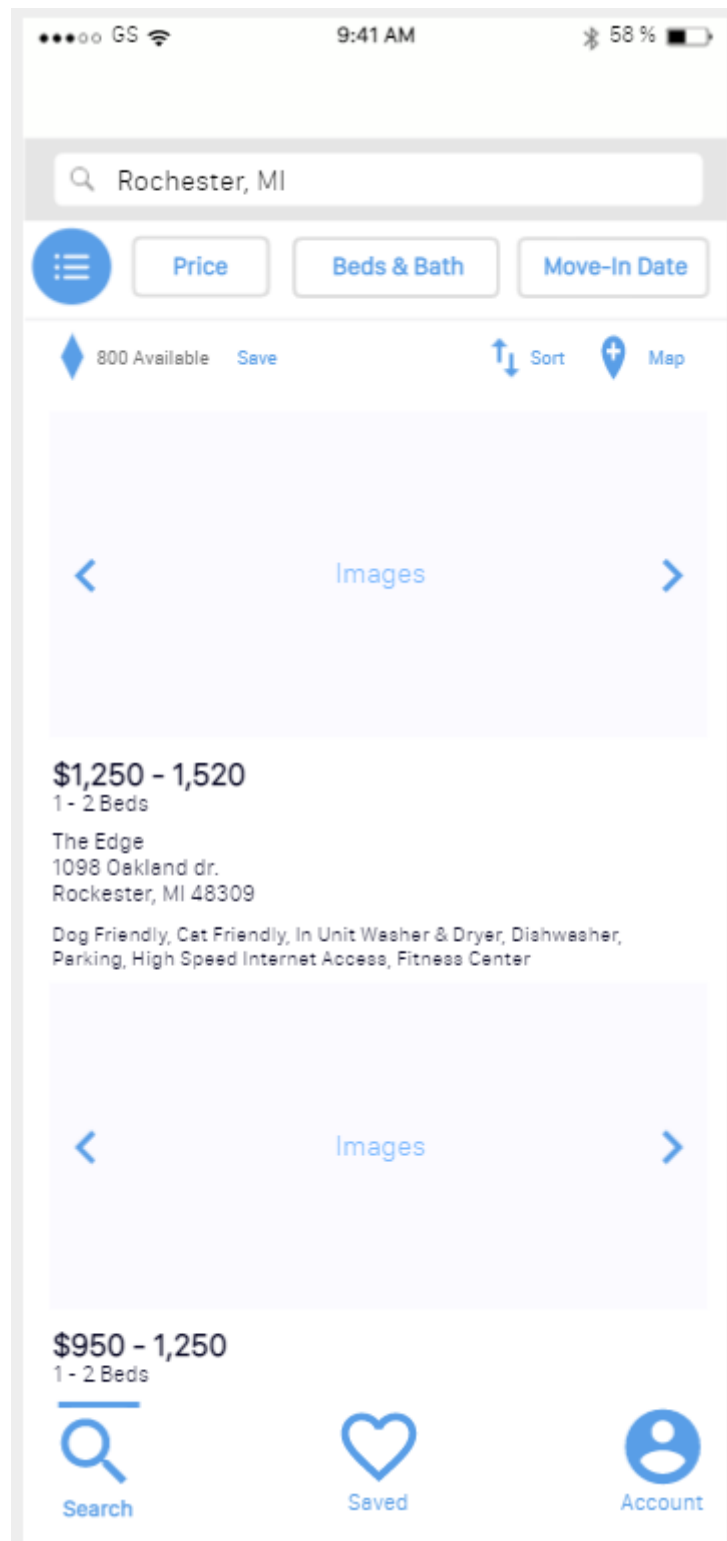 GS 9:41 AM 58 %
Rochester, MI
Price Beds & Bath Move-In Date
800 Available Save Sort Map
Images
$1,250 - 1,520
1 - 2 Beds
The Edge
1098 Oakland dr.
Rockester, MI 48309
Dog Friendly, Cat Friendly, In Unit Washer & Dryer, Dishwasher,
Parking, High Speed Internet Access, Fitness Center
Images
$950 - 1,250
1 - 2 Beds
Search Saved Account